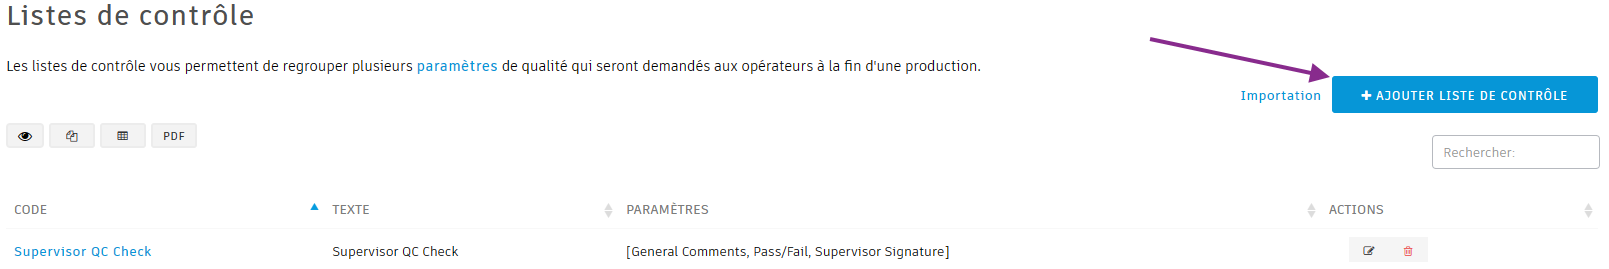 Listes de contrôle
Les listes de contrôle vous permettent de regrouper plusieurs paramètres de qualité qui seront demandés aux opérateurs à la fin d'une production.
Importation
AJOUTER LISTE DE CONTRÔLE
PDF
Rechercher:
CODE TEXTE PARAMÈTRES ACTIONS
Supervisor QC Check Supervisor QC Check [General Comments, Pass/Fail, Supervisor Signature]